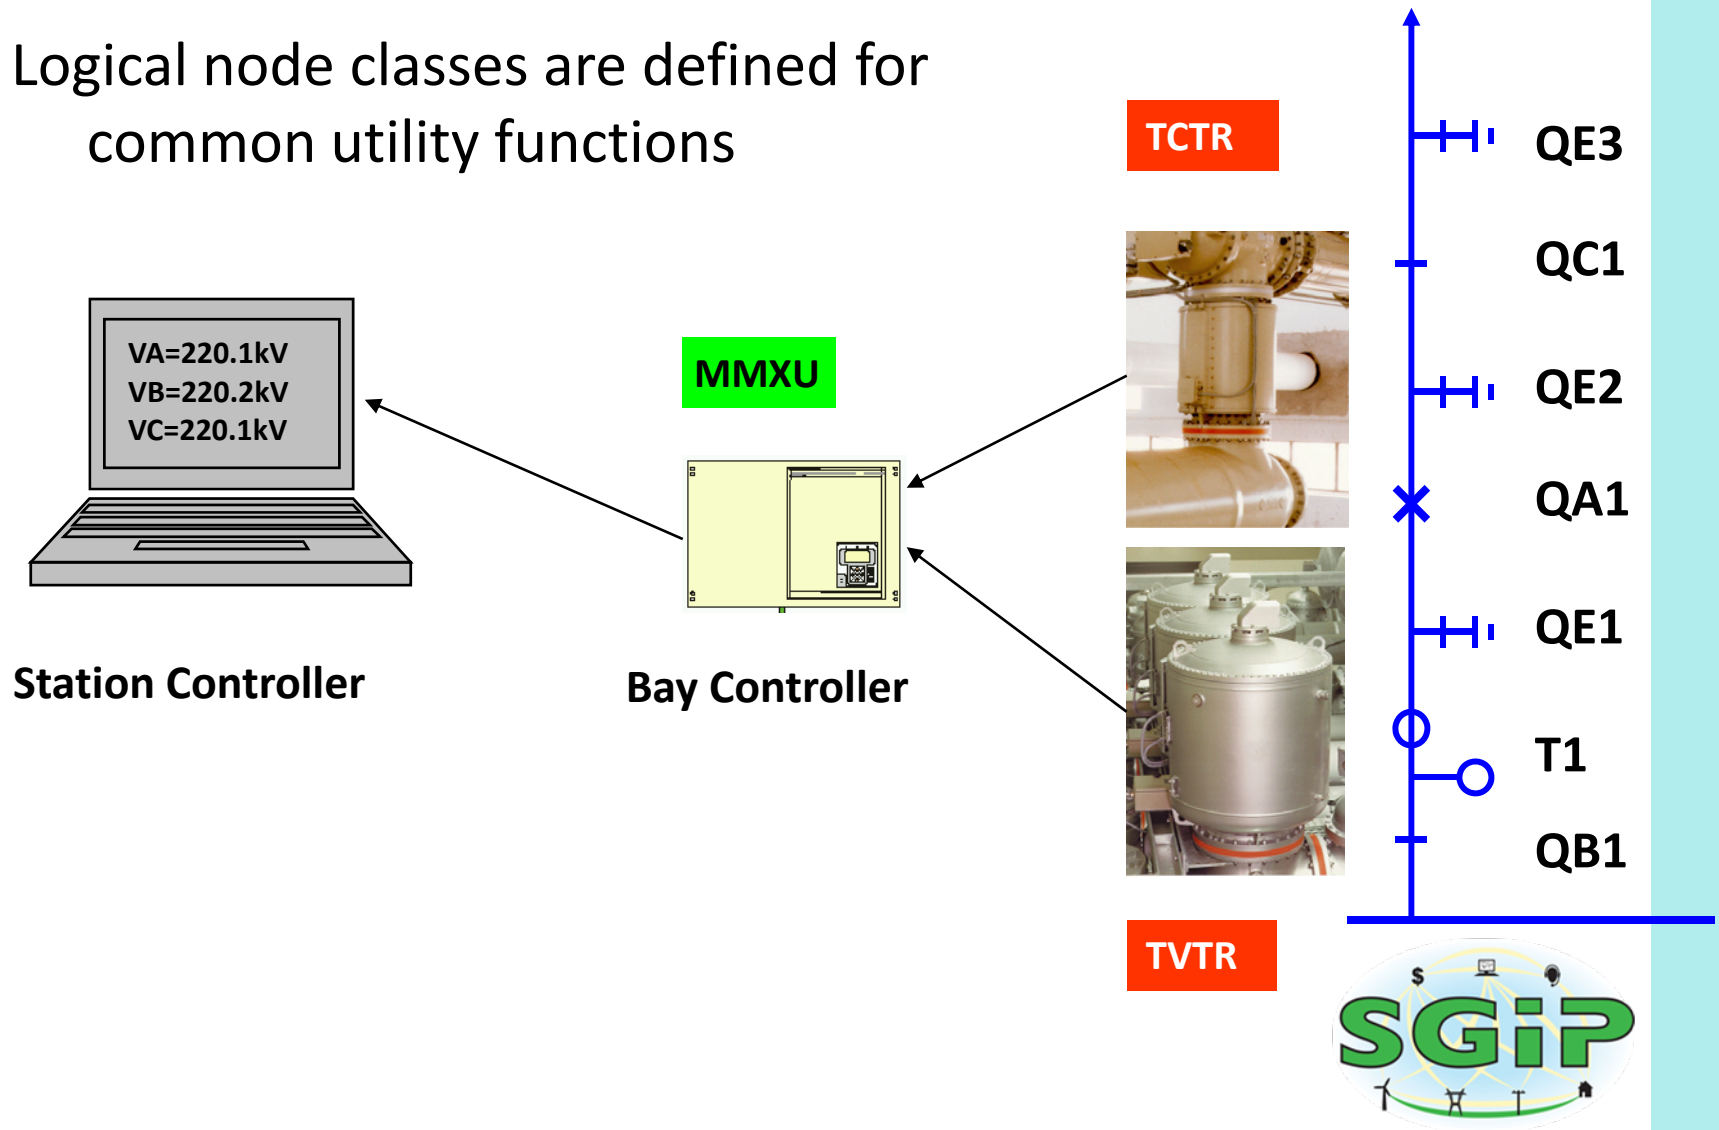 Logical node classes are defined for
common utility functions
TCTR
QE3
QC1
VA=220.1kV
VB=220.2kV
VC=220.1kV
MMXU
QE2
QA1
QE1
Station Controller
Bay Controller
T1
QB1
TVTR
$
SGiP